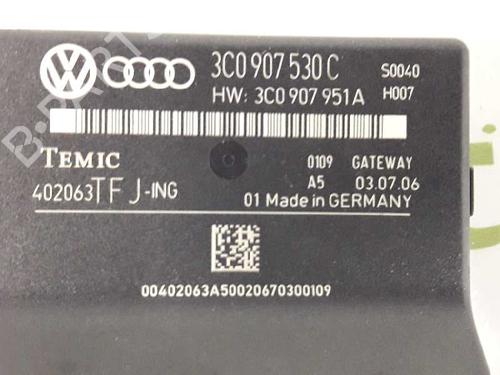 3C0 907 530 C S0040
HW: 3C0 907 951 A H007
TEMIC 0109 GATEWAY
402063TFJ-ING A5 03.07.06
01 Made in GERMANY
00402063A50020670300109